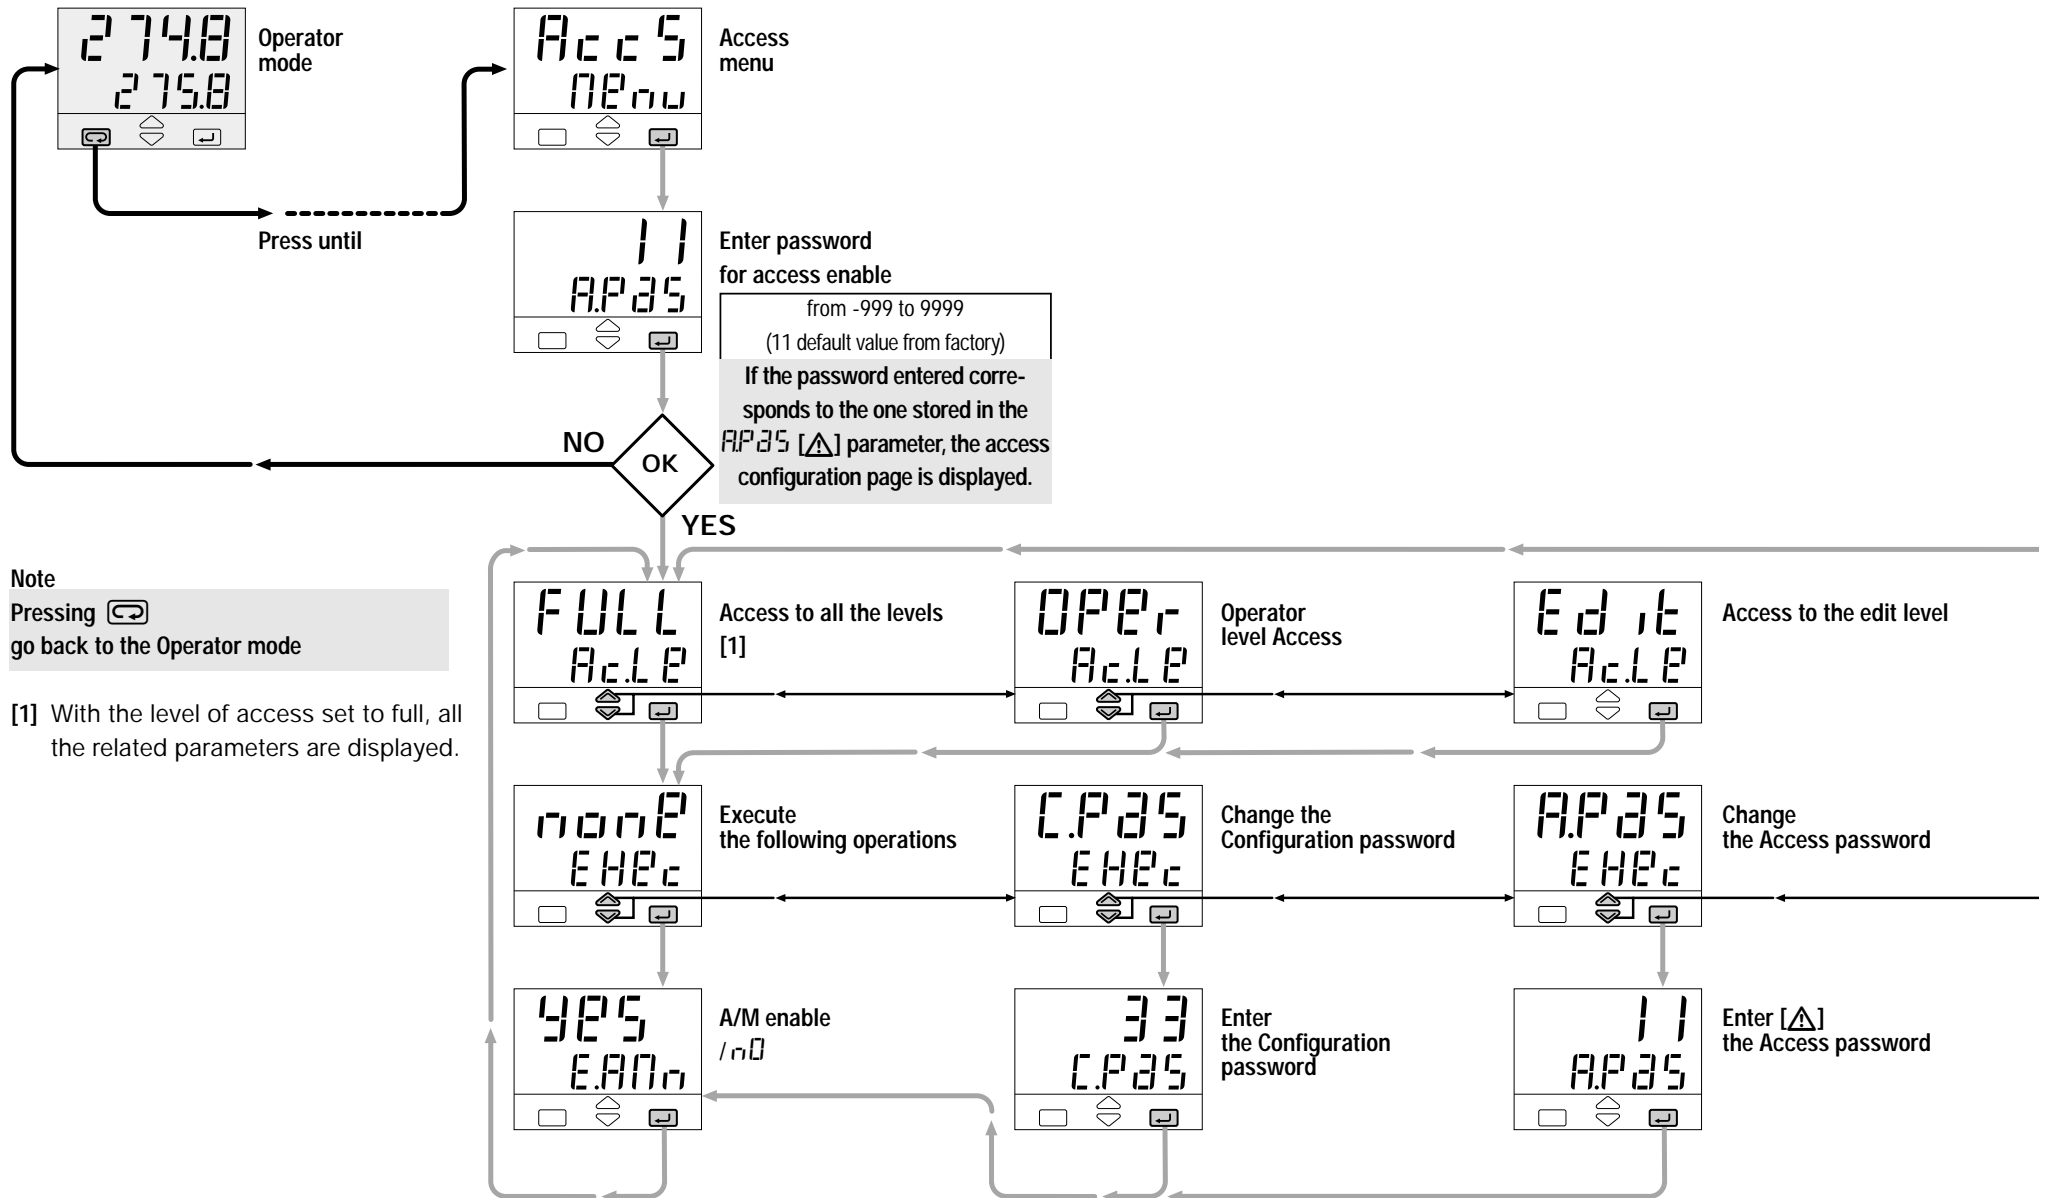 274.8
275.8
Operator
mode
AccS
MEnu
Access
menu
Press until
11
A.PaS
Enter password
for access enable
from -999 to 9999
(11 default value from factory)
If the password entered corre-
sponds to the one stored in the
A.PaS [⚠] parameter, the access
configuration page is displayed.
NO
OK
YES
Note
Pressing
go back to the Operator mode
[1] With the level of access set to full, all
the related parameters are displayed.
FULL
Ac.LE
Access to all the levels
[1]
OPEr
Ac.LE
Operator
level Access
Edit
Ac.LE
Access to the edit level
nonE
EHEc
Execute
the following operations
C.PaS
EHEc
Change the
Configuration password
A.PaS
EHEc
Change
the Access password
YES
E.AMn
A/M enable
/ nO
33
C.PaS
Enter
the Configuration
password
11
A.PaS
Enter [⚠]
the Access password